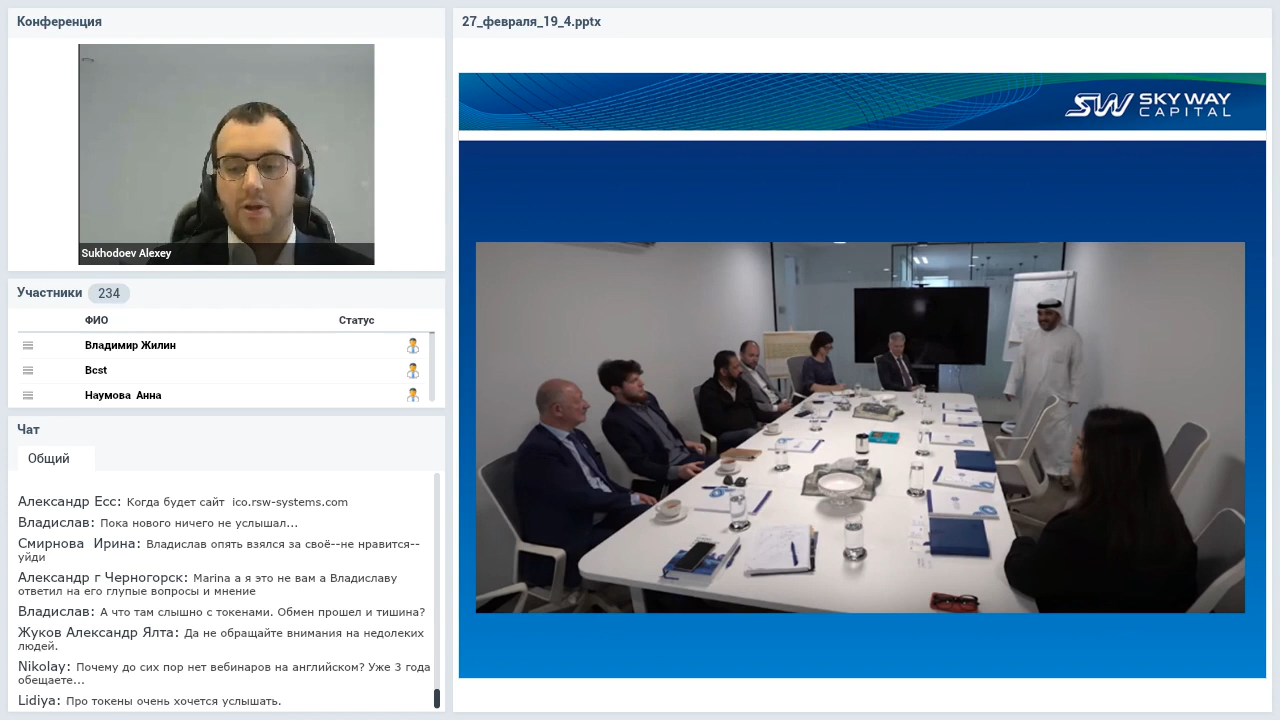 Конференция
Sukhodoev Alexey
Участники 234
ФИО Статус
Владимир Жилин
Bcst
Наумова Анна
Чат
Общий
Александр Есс: Когда будет сайт ico.rsw-systems.com
Владислав: Пока нового ничего не услышал...
Смирнова Ирина: Владислав опять взялся за своё--не нравится--
уйди
Александр г Черногорск: Marina а я это не вам а Владиславу
ответил на его глупые вопросы и мнение
Владислав: А что там слышно с токенами. Обмен прошел и тишина?
Жуков Александр Ялта: Да не обращайте внимания на недолеких
людей.
Nikolay: Почему до сих пор нет вебинаров на английском? Уже 3 года
обещаете...
Lidiya: Про токены очень хочется услышать.
27_февраля_19_4.pptx
SW SKY WAY
CAPITAL